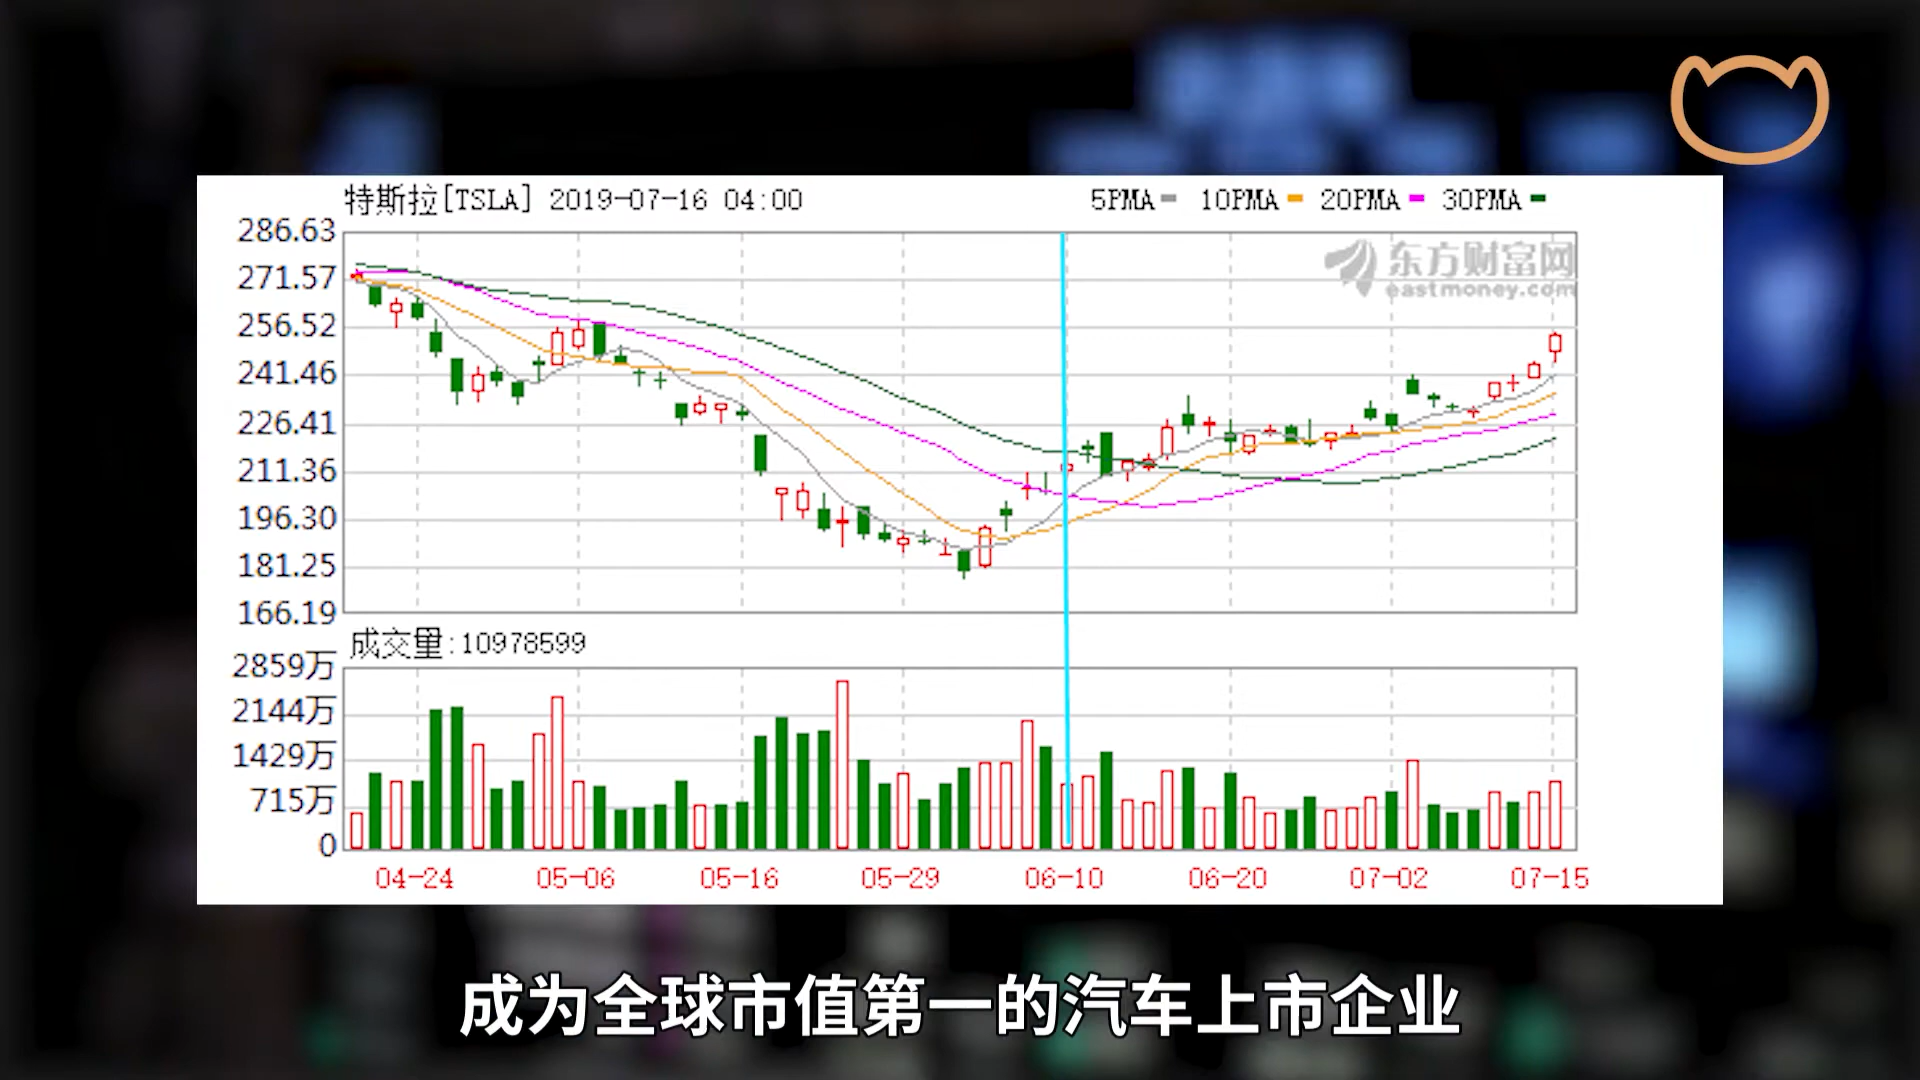 特斯拉[TSLA] 2019-07-16 04:00
5PMA 10PMA 20PMA 30PMA
286.63
271.57
256.52
241.46
226.41
211.36
196.30
181.25
166.19
东方财富网
eastmoney.com
成交量:10978599
2859万
2144万
1429万
715万
0
04-24 05-06 05-16 05-29 06-10 06-20 07-02 07-15
成为全球市值第一的汽车上市企业